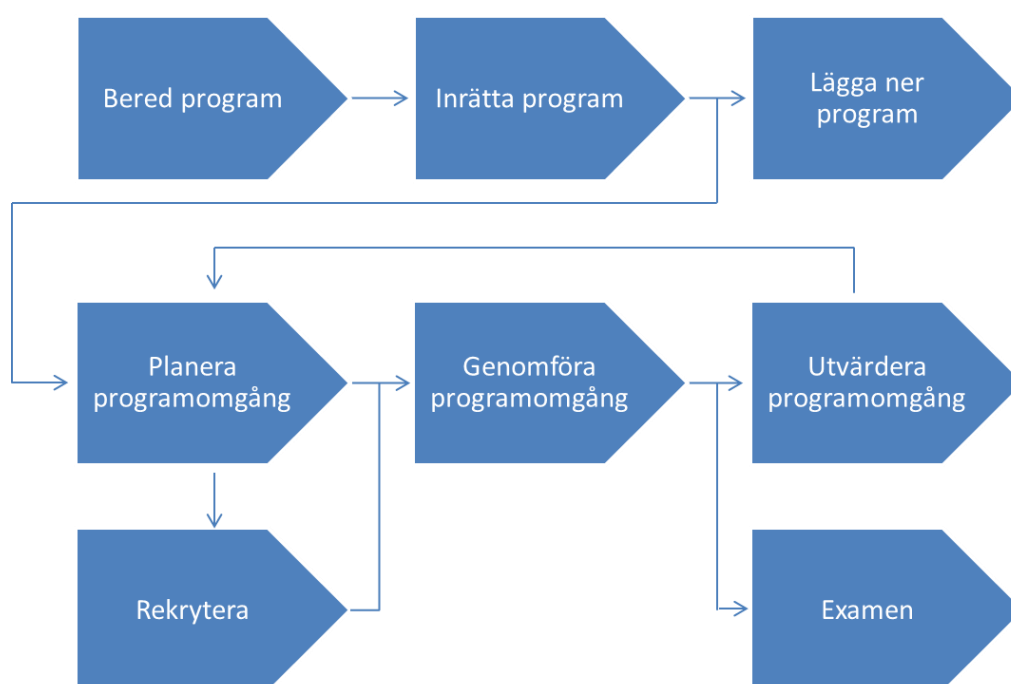 Bered program
Inrätta program
Lägga ner
program
Planera
programomgång
Genomföra
programomgång
Utvärdera
programomgång
Rekrytera
Examen